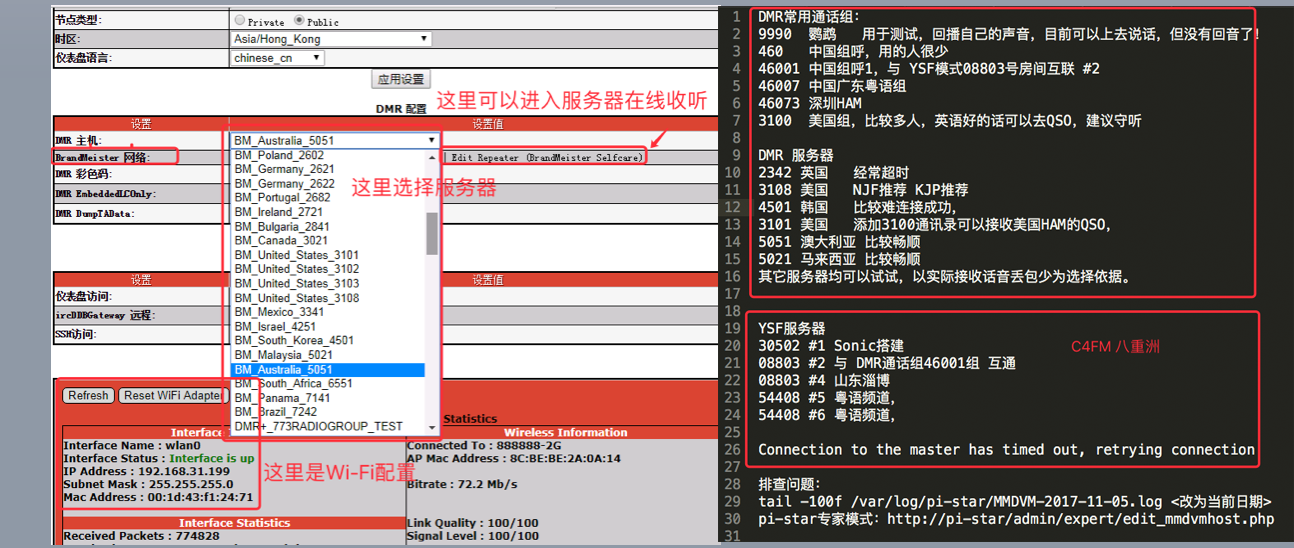 节点类型:
Private Public
时区:
Asia/Hong_Kong
仪表盘语言:
chinese_cn
应用设置
DMR 配置
这里可以进入服务器在线收听
设置
设置值
DMR 主机:
BM_Australia_5051
BrandMeister 网络:
| Edit Repeater (BrandMeister Selfcare)
DMR 彩色码:
DMR EmbeddedLCOnly:
DMR DumpTAData:
BM_Poland_2602
BM_Germany_2621
BM_Germany_2622
这里选择服务器
BM_Portugal_2682
BM_Ireland_2721
BM_Bulgaria_2841
BM_Canada_3021
BM_United_States_3101
BM_United_States_3102
BM_United_States_3103
BM_United_States_3108
BM_Mexico_3341
BM_Israel_4251
BM_South_Korea_4501
BM_Malaysia_5021
BM_Australia_5051
BM_South_Africa_6551
BM_Panama_7141
BM_Brazil_7242
DMR+_773RADIOGROUP_TEST
设置
设置值
仪表盘访问:
ircDDBGateway 远程:
SSH访问:
Refresh
Reset WiFi Adapter
Statistics
Interface
Interface Name : wlan0
Interface Status : Interface is up
IP Address : 192.168.31.199
Subnet Mask : 255.255.255.0
Mac Address : 00:1d:43:f1:24:71
这里是Wi-Fi配置
Interface Statistics
Received Packets : 774828
Wireless Information
Connected To : 888888-2G
AP Mac Address : 8C:BE:BE:2A:0A:14
Bitrate : 72.2 Mb/s
Link Quality : 100/100
Signal Level : 100/100
1 DMR常用通话组:
2 9990 鹦鹉 用于测试，回播自己的声音，目前可以上去说话，但没有回音了!
3 460 中国组呼，用的人很少
4 46001 中国组呼1，与 YSF模式08803号房间互联 #2
5 46007 中国广东粤语组
6 46073 深圳HAM
7 3100 美国组，比较多人，英语好的话可以去QSO，建议守听
8
9 DMR 服务器
10 2342 英国 经常超时
11 3108 美国 NJF推荐 KJP推荐
12 4501 韩国 比较难连接成功，
13 3101 美国 添加3100通讯录可以接收美国HAM的QSO，
14 5051 澳大利亚 比较畅顺
15 5021 马来西亚 比较畅顺
16 其它服务器均可以试试，以实际接收话音丢包少为选择依据。
17
18
19 YSF服务器
20 30502 #1 Sonic搭建
C4FM 八重洲
21 08803 #2 与 DMR通话组46001组 互通
22 08803 #4 山东淄博
23 54408 #5 粤语频道，
24 54408 #6 粤语频道，
25
26 Connection to the master has timed out, retrying connection
27
28 排查问题:
29 tail -100f /var/log/pi-star/MMDVM-2017-11-05.log <改为当前日期>
30 pi-star专家模式: http://pi-star/admin/expert/edit_mmdvmhost.php
31